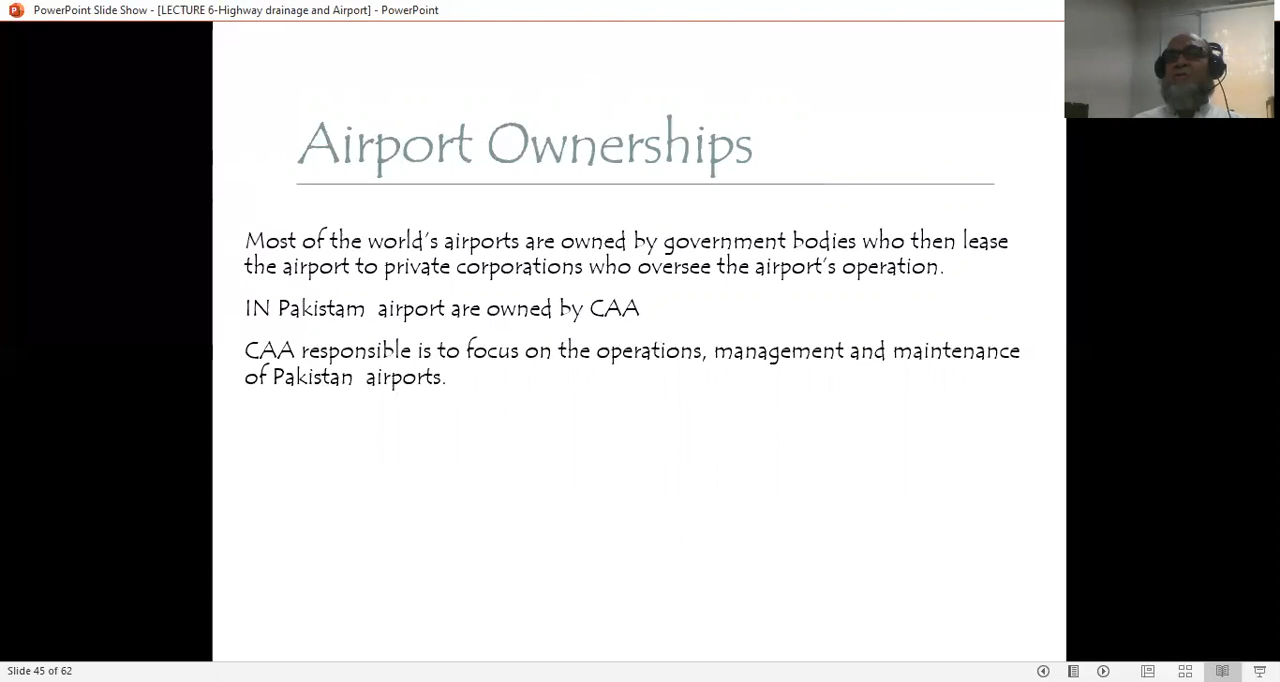 PowerPoint Slide Show - [LECTURE 6-Highway drainage and Airport] - PowerPoint
Airport Ownerships
Most of the world's airports are owned by government bodies who then lease
the airport to private corporations who oversee the airport's operation.
IN Pakistam airport are owned by CAA
CAA responsible is to focus on the operations, management and maintenance
of Pakistan airports.
Slide 45 of 62